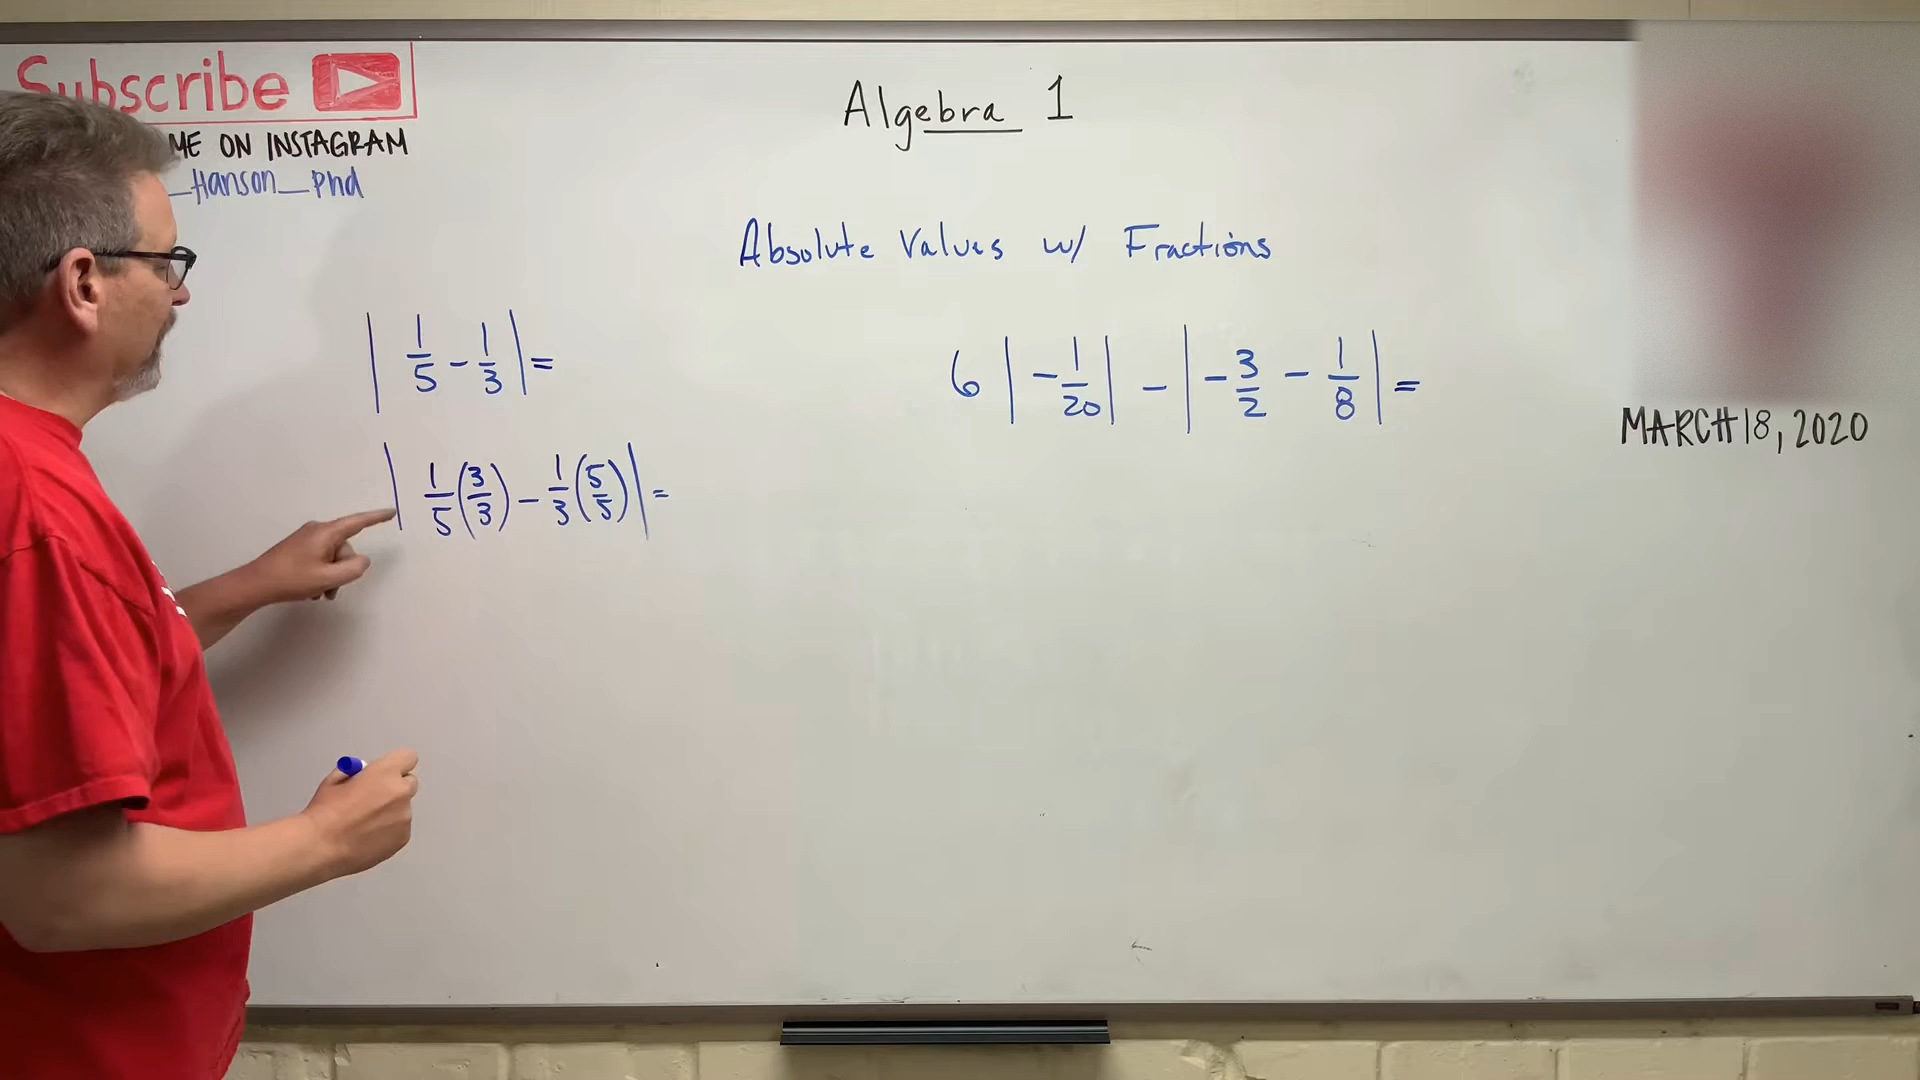 Subscribe
ME ON INSTAGRAM
_Hanson_phd
Algebra 1
Absolute Values w/ Fractions
| 1/5 - 1/3 | =
| 1/5 (3/3) - 1/3 (5/5) | =
6 | - 1/20 | - | - 3/2 - 1/8 | =
MARCH 18, 2020